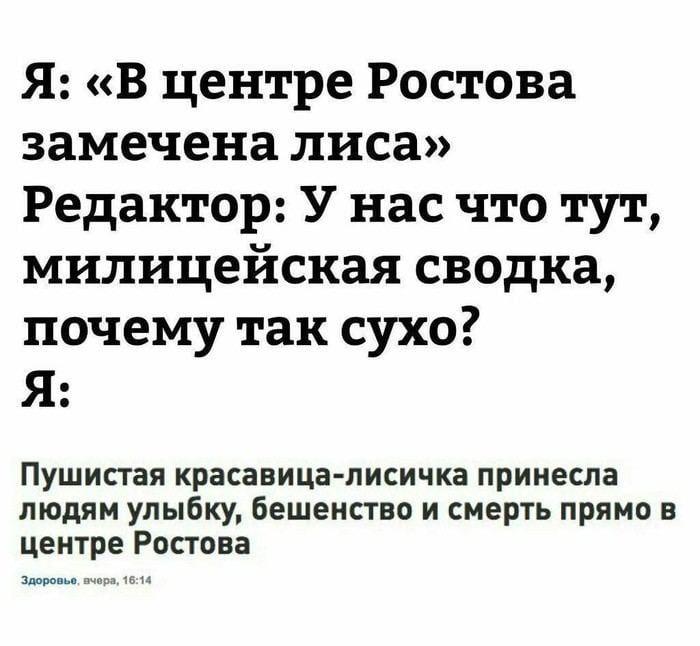 Я: «В центре Ростова
замечена лиса»
Редактор: У нас что тут,
милицейская сводка,
почему так сухо?
Я:
Пушистая красавица-лисичка принесла
людям улыбку, бешенство и смерть прямо в
центре Ростова
Здоровье, вчера, 16:14